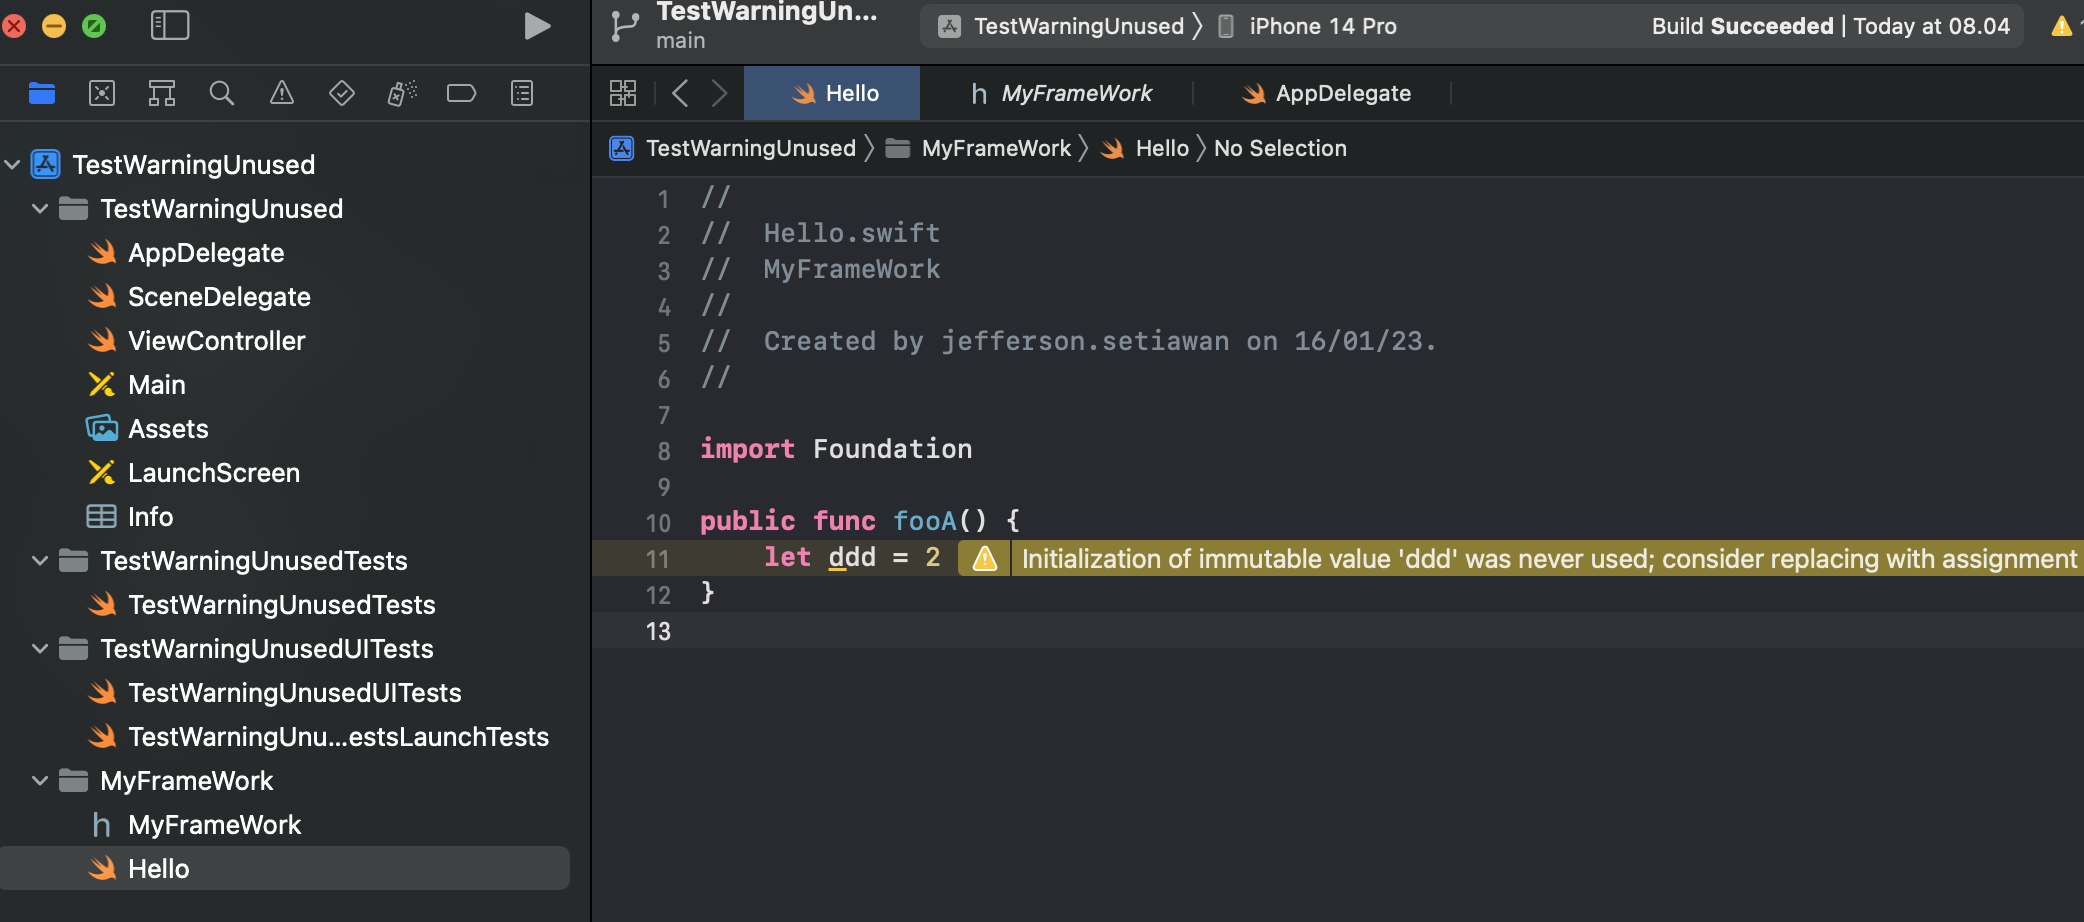 TestWarningUn...
main
TestWarningUnused
iPhone 14 Pro
Build Succeeded | Today at 08.04
Hello
MyFrameWork
AppDelegate
TestWarningUnused
MyFrameWork
Hello
No Selection
TestWarningUnused
TestWarningUnused
AppDelegate
SceneDelegate
ViewController
Main
Assets
LaunchScreen
Info
TestWarningUnusedTests
TestWarningUnusedTests
TestWarningUnusedUITests
TestWarningUnusedUITests
TestWarningUnu...estsLaunchTests
MyFrameWork
h MyFrameWork
Hello
1 //
2 //  Hello.swift
3 //  MyFrameWork
4 //
5 //  Created by jefferson.setiawan on 16/01/23.
6 //
7
8 import Foundation
9
10 public func fooA() {
11     let ddd = 2 Initialization of immutable value 'ddd' was never used; consider replacing with assignment
12 }
13